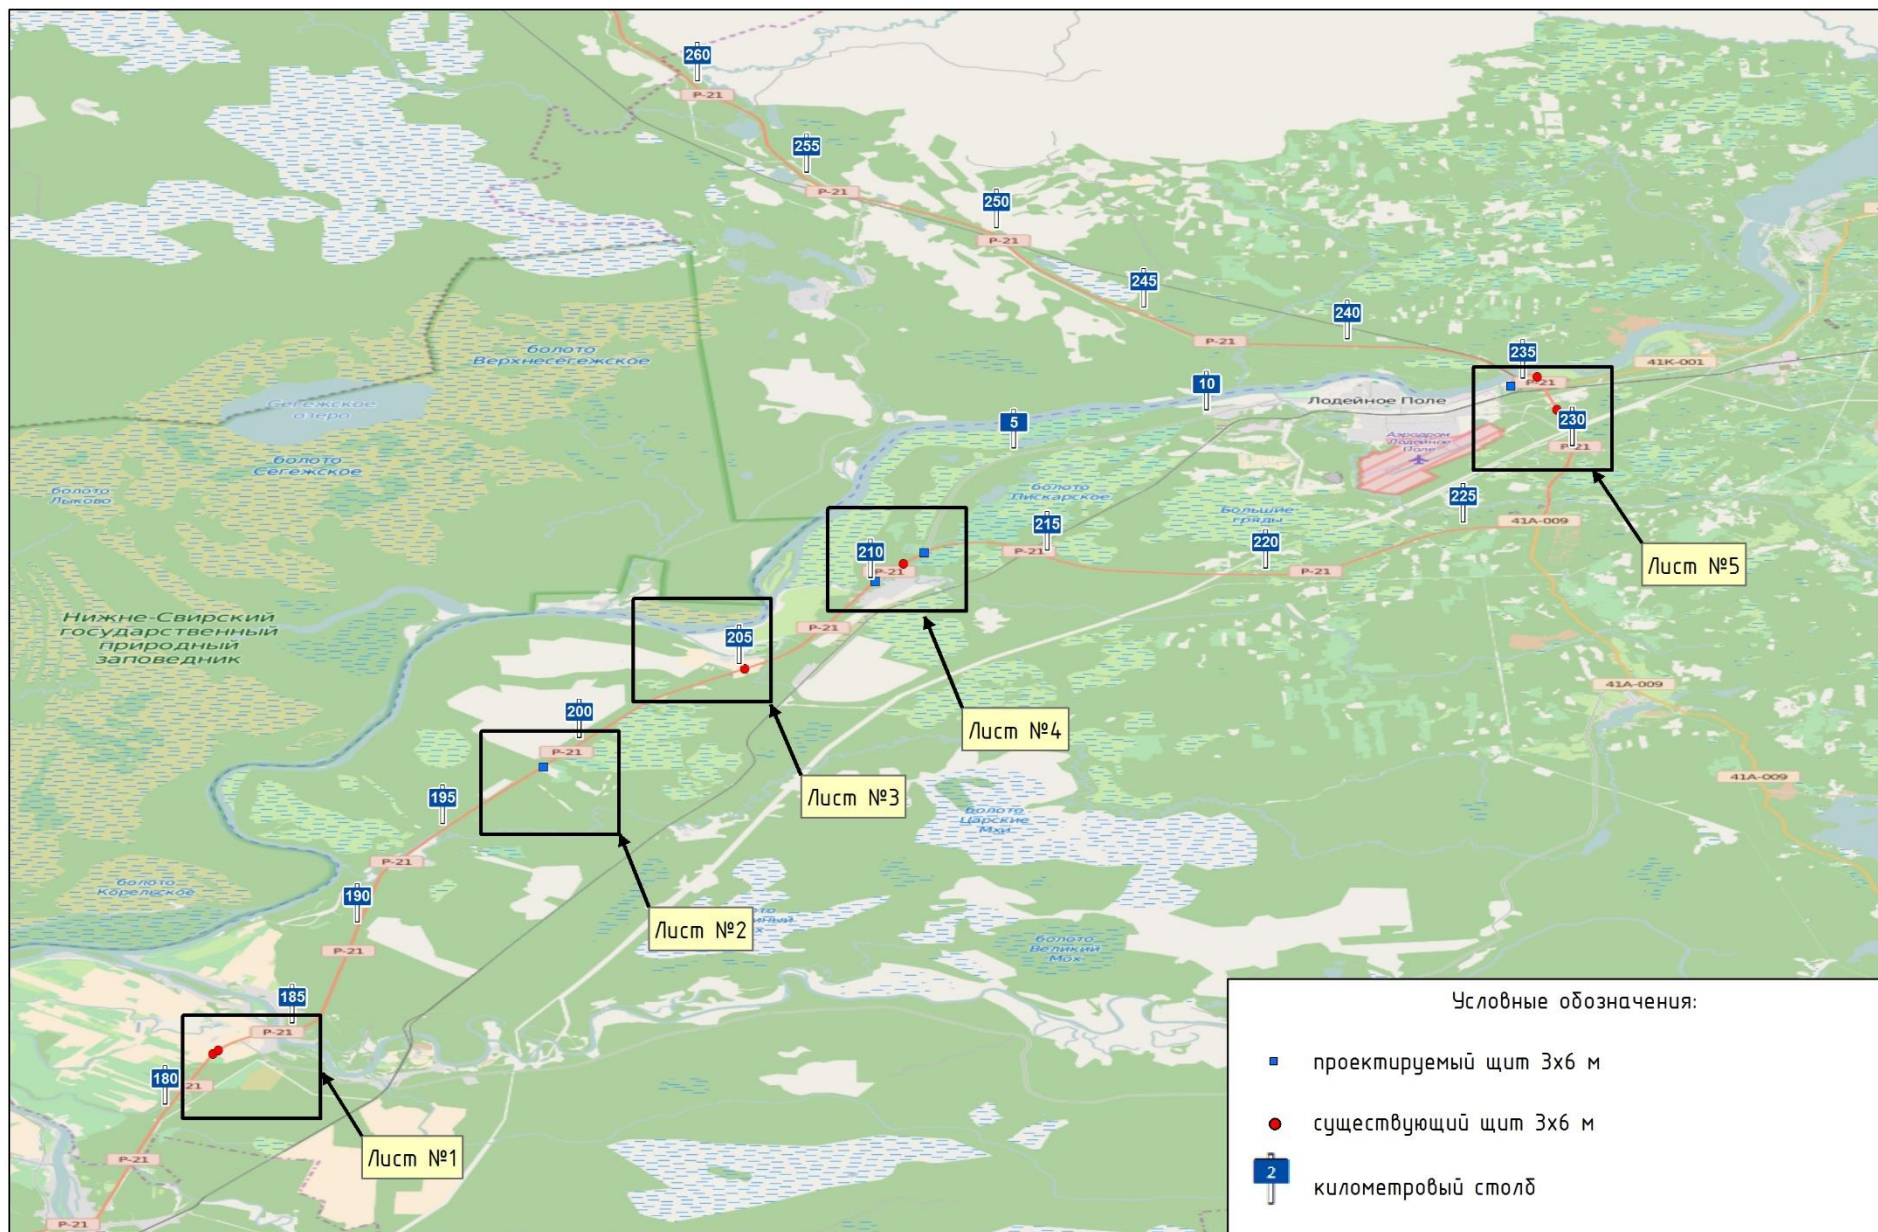 260
Р-21
255
Р-21
250
Р-21
245
240
Р-21
235
41К-001
Р-21
10
Лодейное Поле
5
230
Р-21
Аэродром
Лодейное
Поле
болото
Верхнесегежское
Сегежское
озеро
болото
Сегежское
болото
Лыково
болото
Пискарское
Большие
гряды
225
41А-009
215
Р-21
220
Р-21
210
Р-21
Лист №5
Нижне-Свирский
государственный
природный
заповедник
205
Р-21
41А-009
200
Р-21
Лист №4
41А-009
195
Лист №3
болото
Царские
Мхи
Р-21
болото
Корельское
190
Лист №2
Р-21
болото
Великий
Мох
185
Р-21
180
21
Лист №1
Р-21
Р-21
Условные обозначения:
проектируемый щит 3х6 м
существующий щит 3х6 м
2
километровый столб